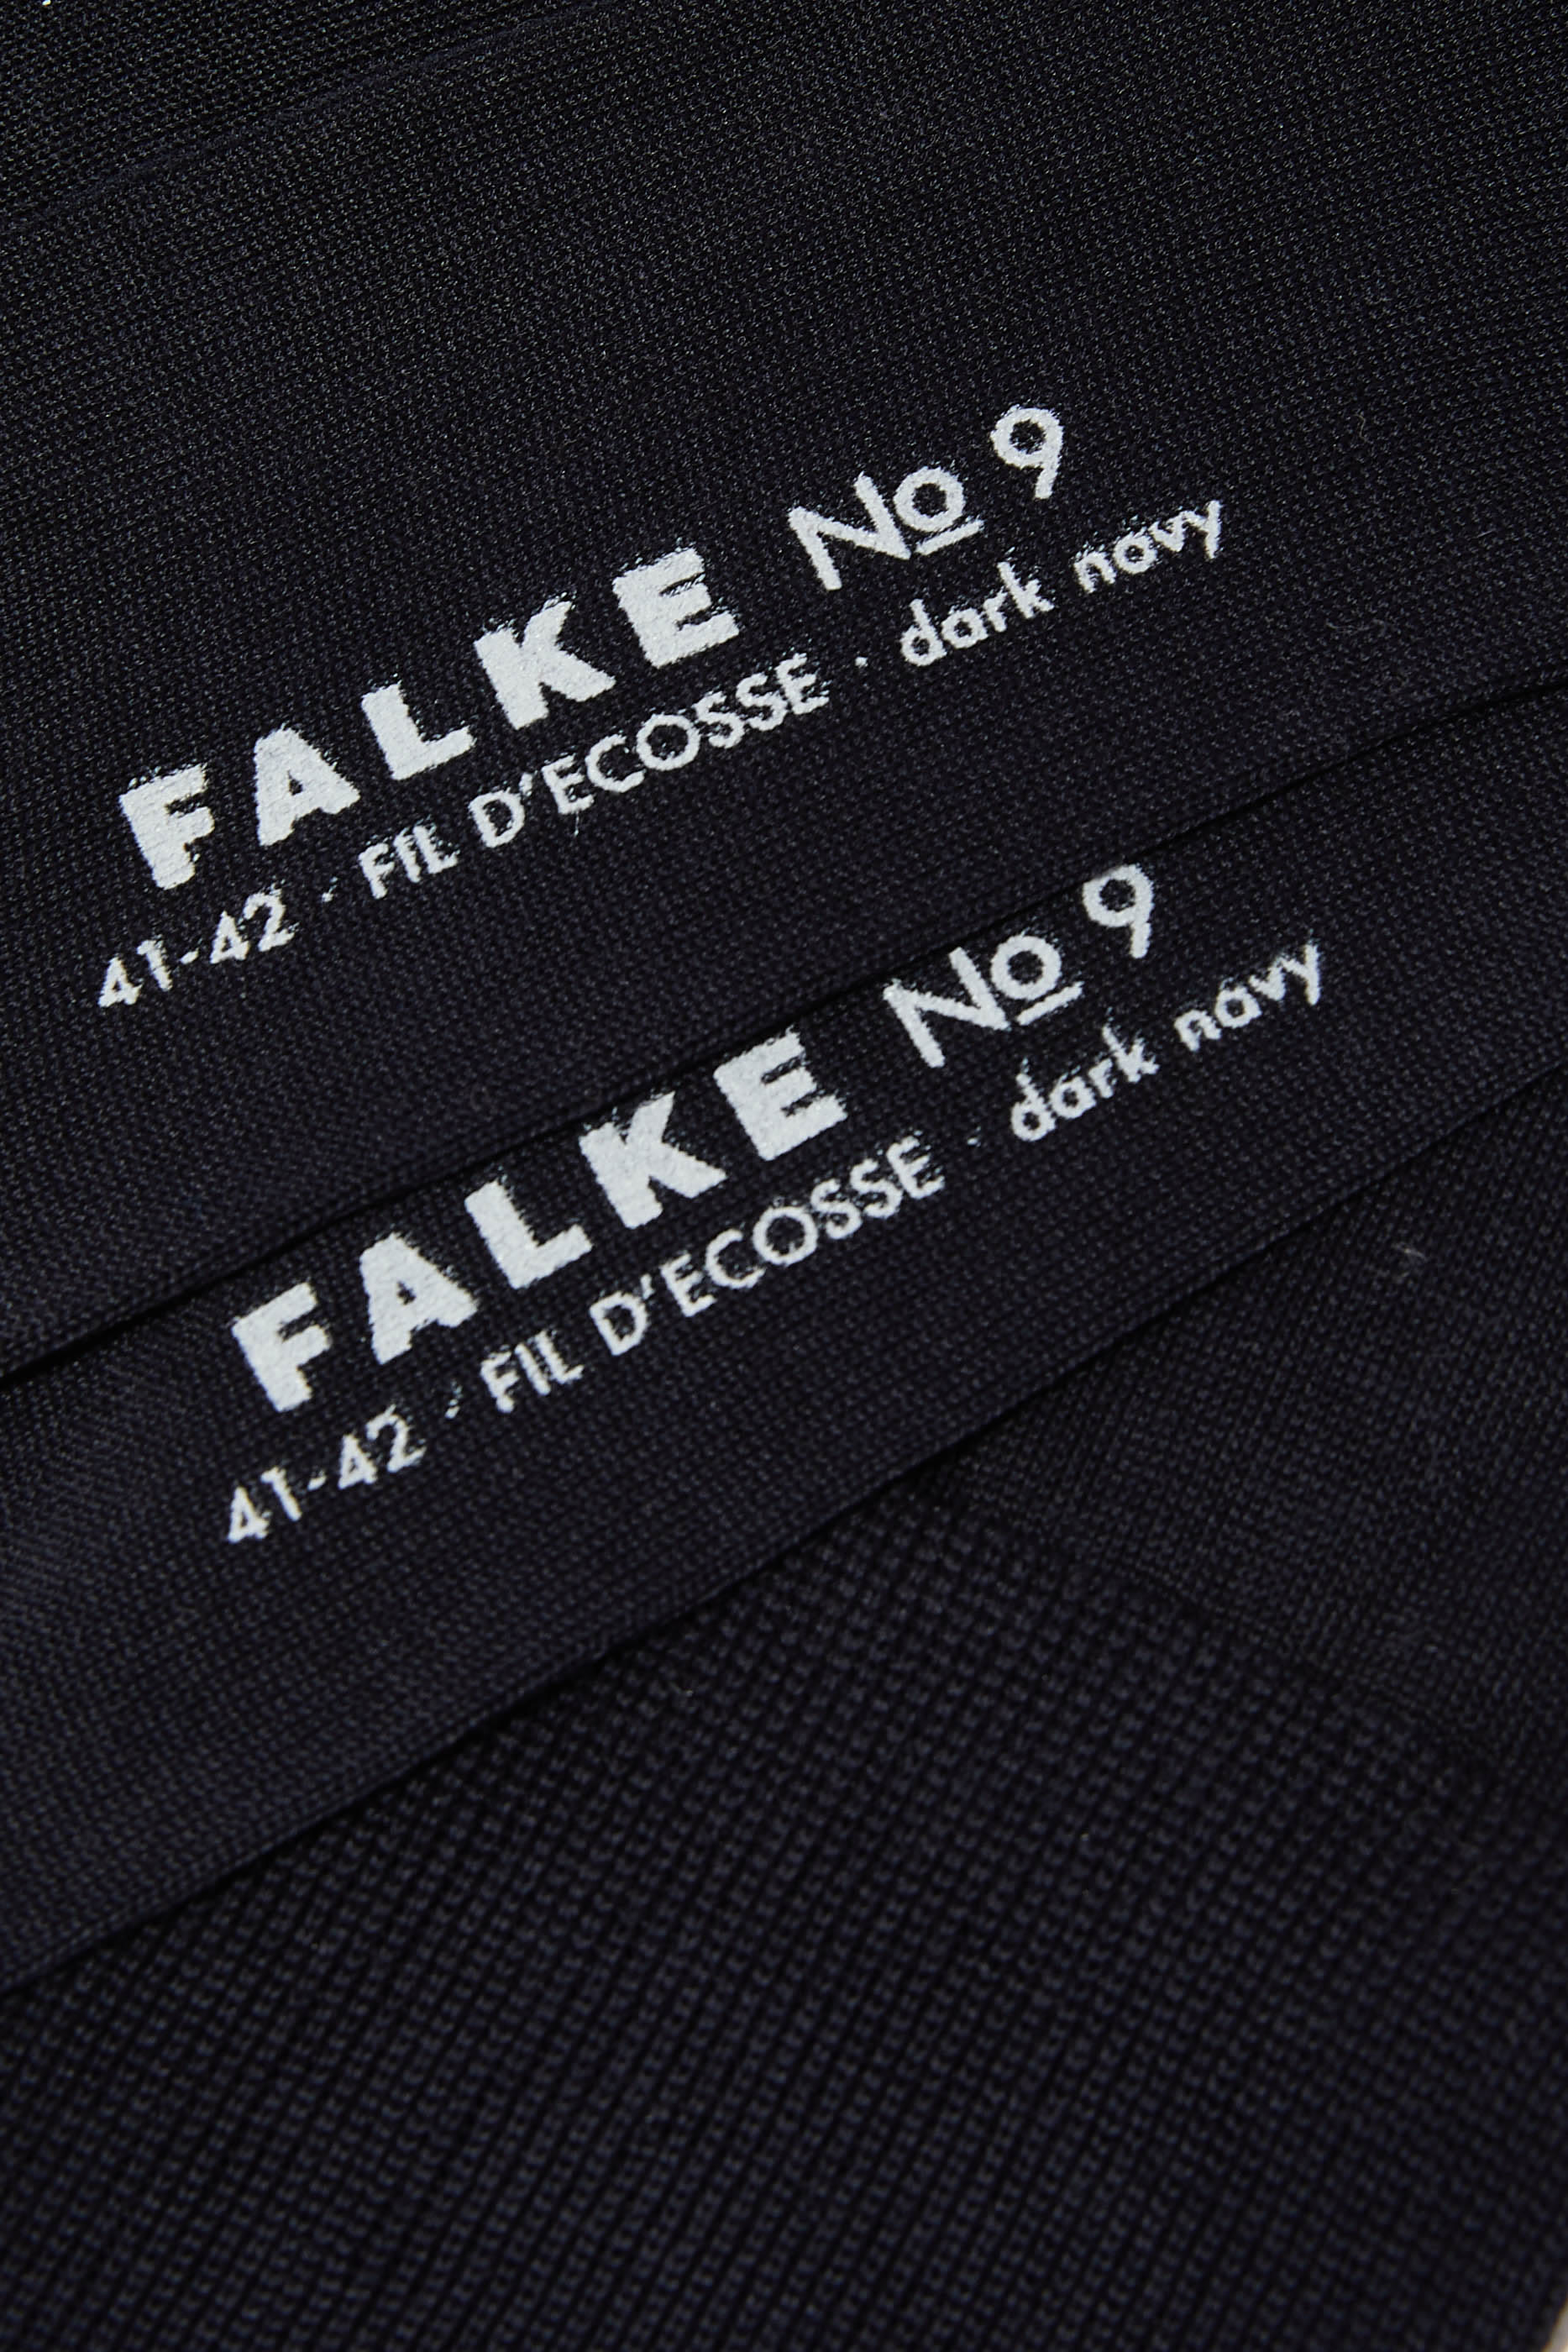 FALKE No 9
41-42 · FIL D'ECOSSE · dark navy
FALKE No 9
41-42 · FIL D'ECOSSE · dark navy